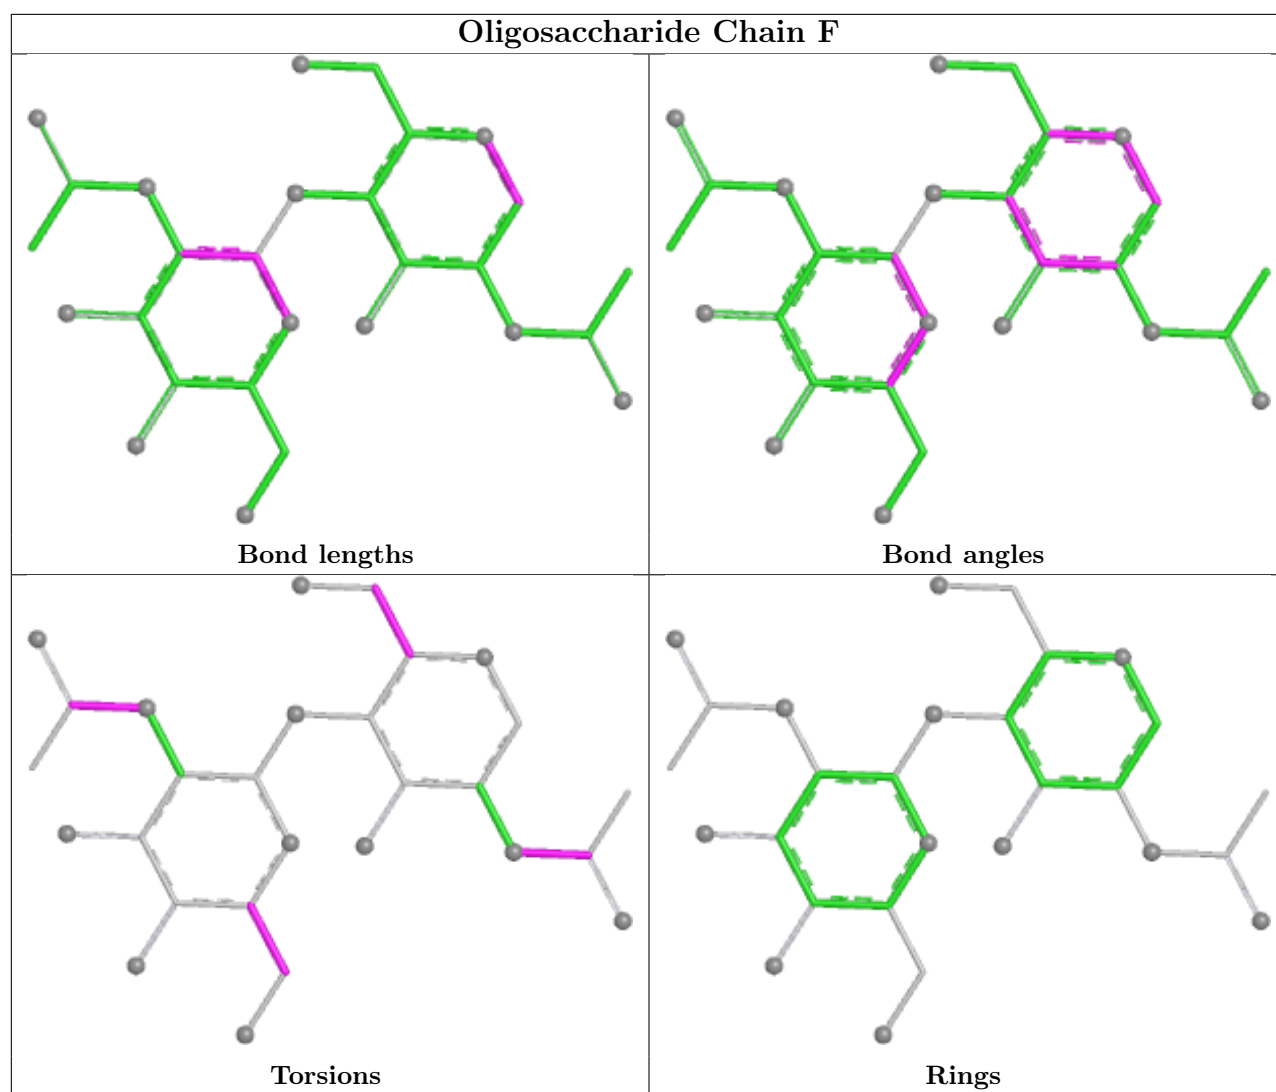 Oligosaccharide Chain F
Bond lengths
Bond angles
Torsions
Rings